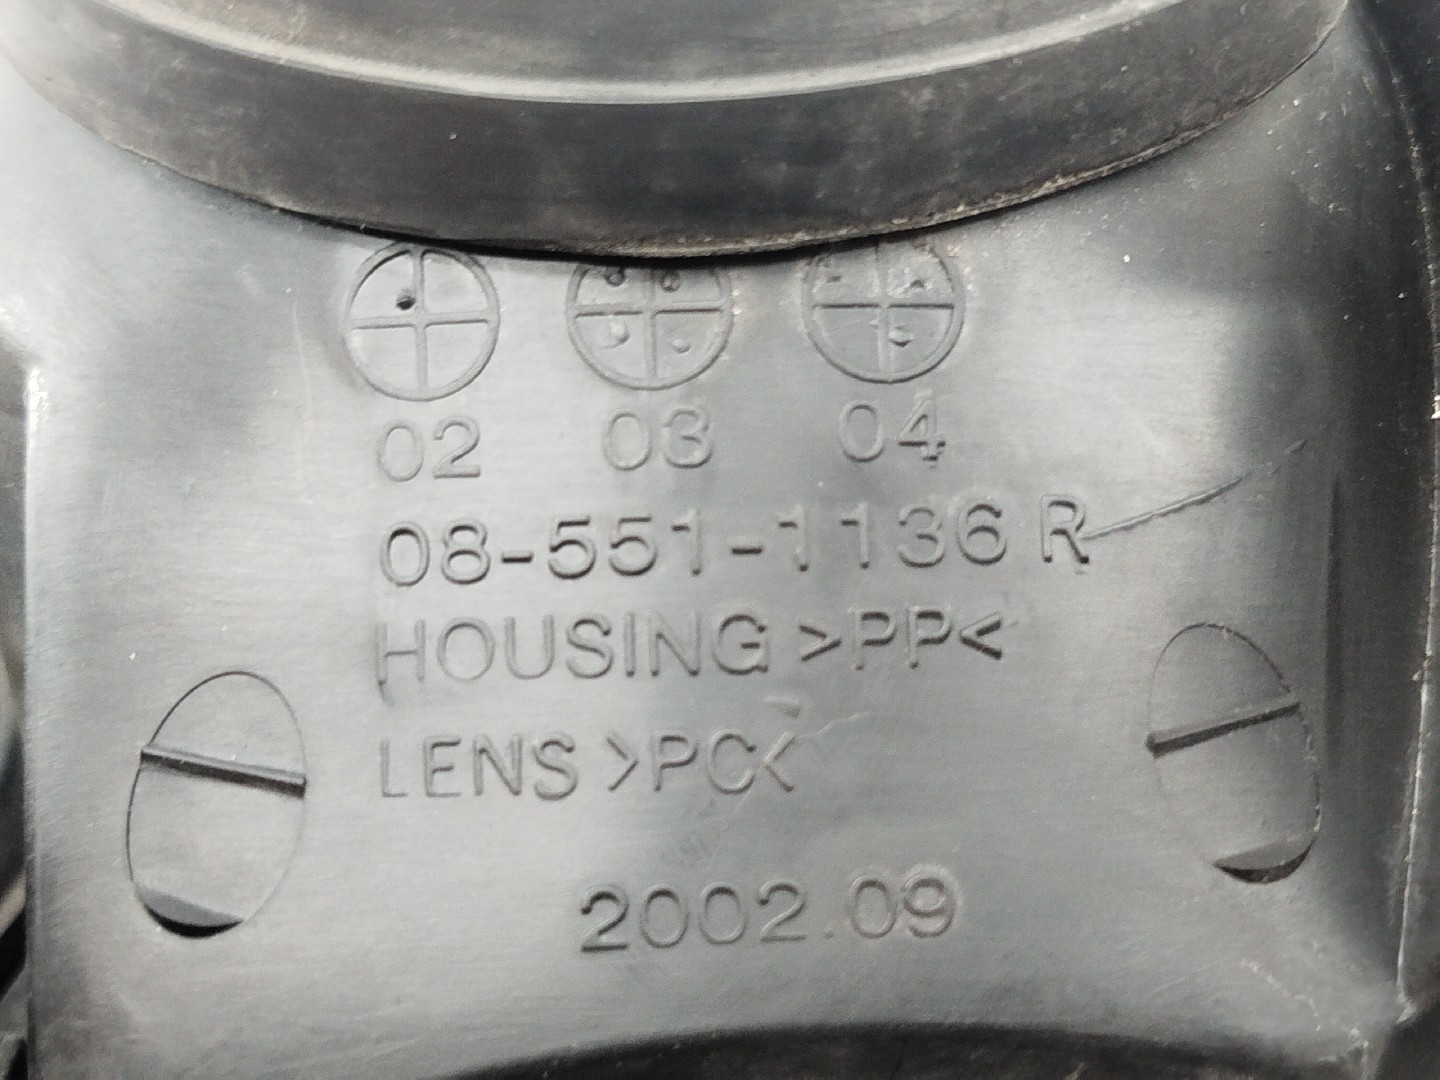 02 03 04
08-551-1136 R
HOUSING >PP<
LENS >PC<
2002.09